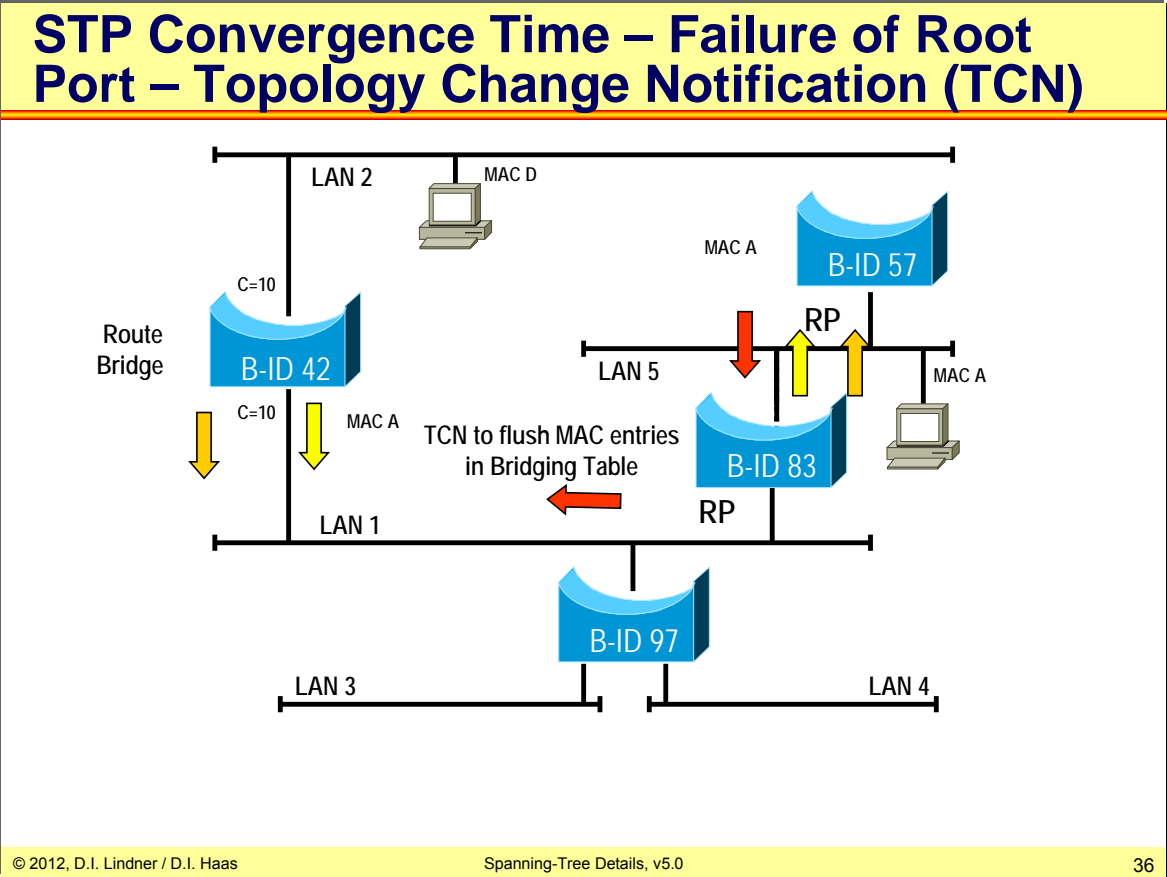 STP Convergence Time – Failure of Root
Port – Topology Change Notification (TCN)
LAN 2
MAC D
MAC A
B-ID 57
C=10
Route
Bridge
B-ID 42
RP
LAN 5
MAC A
C=10
MAC A
TCN to flush MAC entries
in Bridging Table
B-ID 83
RP
LAN 1
B-ID 97
LAN 3
LAN 4
© 2012, D.I. Lindner / D.I. Haas
Spanning-Tree Details, v5.0
36